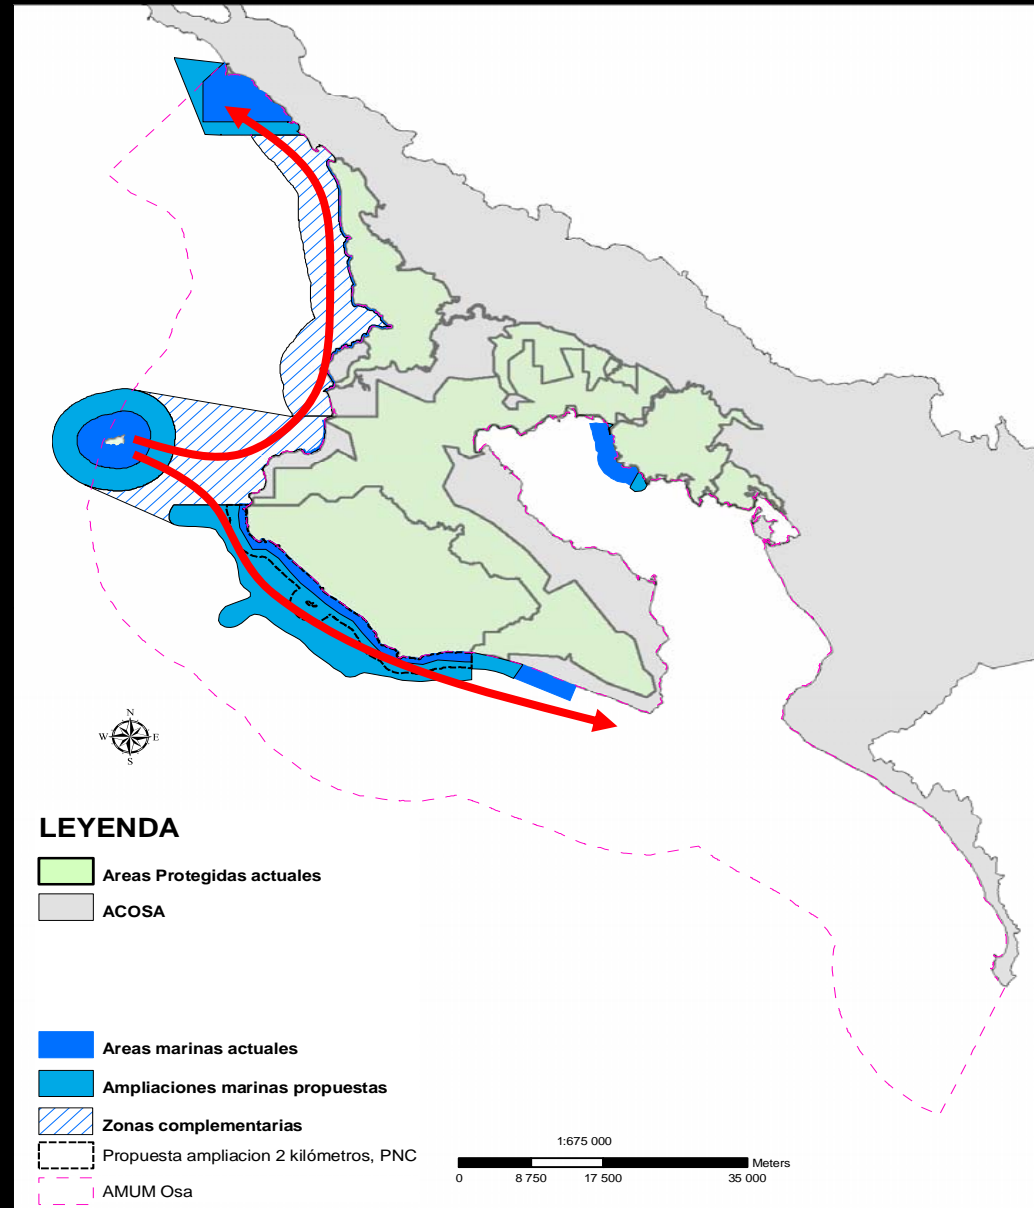 N
W E
S
LEYENDA
Areas Protegidas actuales
ACOSA
Areas marinas actuales
Ampliaciones marinas propuestas
Zonas complementarias
Propuesta ampliacion 2 kilómetros, PNC
AMUM Osa
1:675 000
Meters
0 8 750 17 500 35 000